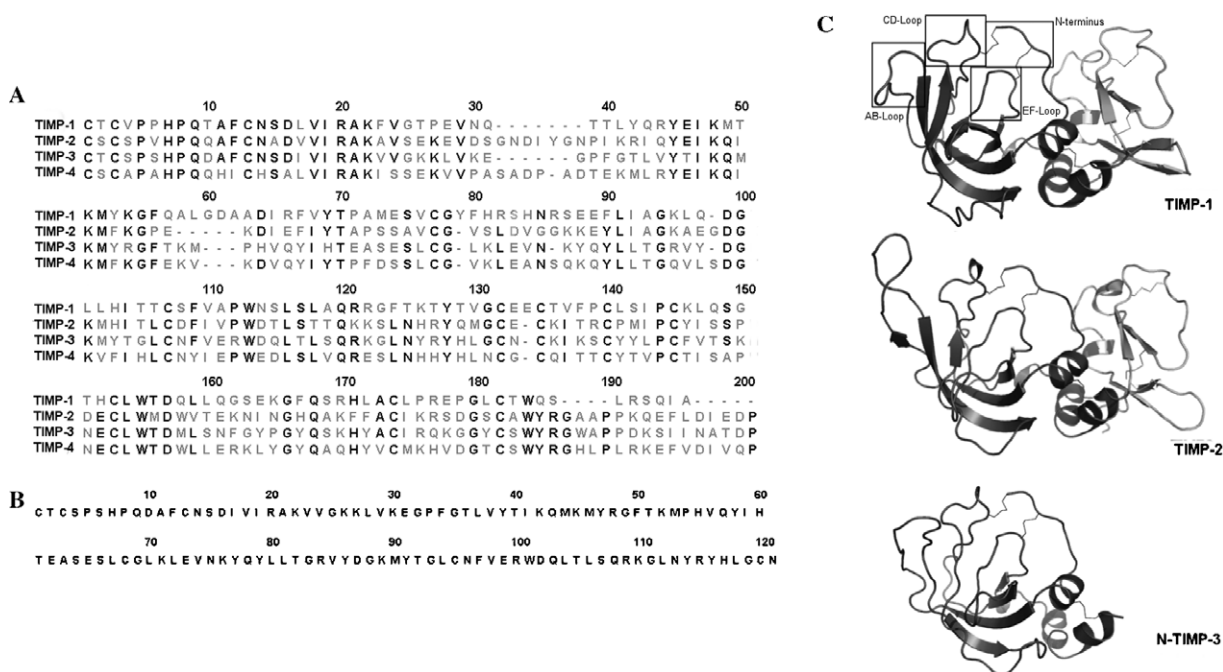 A
10 20 30 40 50
TIMP-1 CTCVPPHPQTAFCNSDLVIRAKFVGTPEVNQ-------TTLYQRYEIKMT
TIMP-2 CSCSPVHPQQAFCNADVVIRAKAVSEKEVDSGNDIYGNPIKRIQYEIKQI
TIMP-3 CTCSPSHPQDAFCNSDIVIRAKVVGKKLVKE------GPFGTLVYTIKQM
TIMP-4 CSCAPAHPQQHICHSALVIRAKISSEKVVPASADP-ADTEKMLRYEIKQI
60 70 80 90 100
TIMP-1 KMYKGFQALGDAADIRFVYTPAMESVCGYFHRSHNRSEEFLIAGKLQ-DG
TIMP-2 KMFKGPE----KDIEFIYTAPSSAVCG-VSLDVGGKKEYLIAGKAEGDG
TIMP-3 KMYRGFTKM--PHVQYIHTEASESLCG-KLEVN-KYQYLLTGRVY-DG
TIMP-4 KMFKGFEKV---KDVQYIYTPFDSSLCG-VKLEANSQKQYLLTGQVLSDG
110 120 130 140 150
TIMP-1 LLHITTCSFVAPWNSLSLAQRRGFTKTYTVGCEECTVFPCLSIPCKLQSG
TIMP-2 KMHITLCDFIVPWDTLSTTQKKSLNHRYQMGCE-CKITRCPMIPCYISSP
TIMP-3 KMYTGLCNFVERWDQLTLSQRKGLNYRYHLGCN-CKIKSCYYLPCFVTSK
TIMP-4 KVFIHLCNYIEPWEDLSLVQRESLNHHYHLNCG-CQITTCYTVPCTISAP
160 170 180 190 200
TIMP-1 THCLWTDQLLQGSEKGFQSRHLACLPREPGLCTWQS-----LRSQIA-----
TIMP-2 DECLWMDWVTEKNINGHQAKFFACIKRSDGSCAWYRGAAPPKQEFLDIEDP
TIMP-3 NECLWTDMLSNFGYPGYQSKHYACIRQKGGYCSWYRGWAPPDKSIINATDP
TIMP-4 NECLWTDWLLERKLYGYQAQHYVCMKHVDGTCSWYRGHLPLRKEFVDIVQP
B
10 20 30 40 50 60
CTCSPSHPQDAFCNSDIVIRAKVVGKKLVKEGPFGTLVYTIKQMKMYRGFTKMPHVQYIH
70 80 90 100 110 120
TEASESLCGLKLEVNKYQYLLTGRVYDGKMYTGLCNFVERWDQLTLSQRKGLNYRYHLGCN
C
CD-Loop
N-terminus
AB-Loop
EF-Loop
TIMP-1
TIMP-2
N-TIMP-3